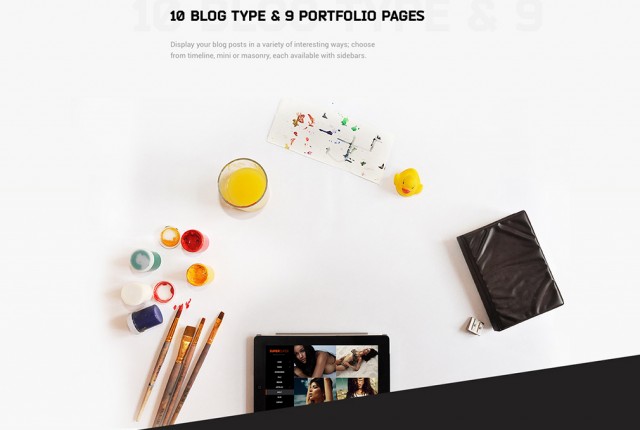 10 BLOG TYPE & 9 PORTFOLIO PAGES
Display your blog posts in a variety of interesting ways; choose
from timeline, mini or masonry, each available with sidebars.